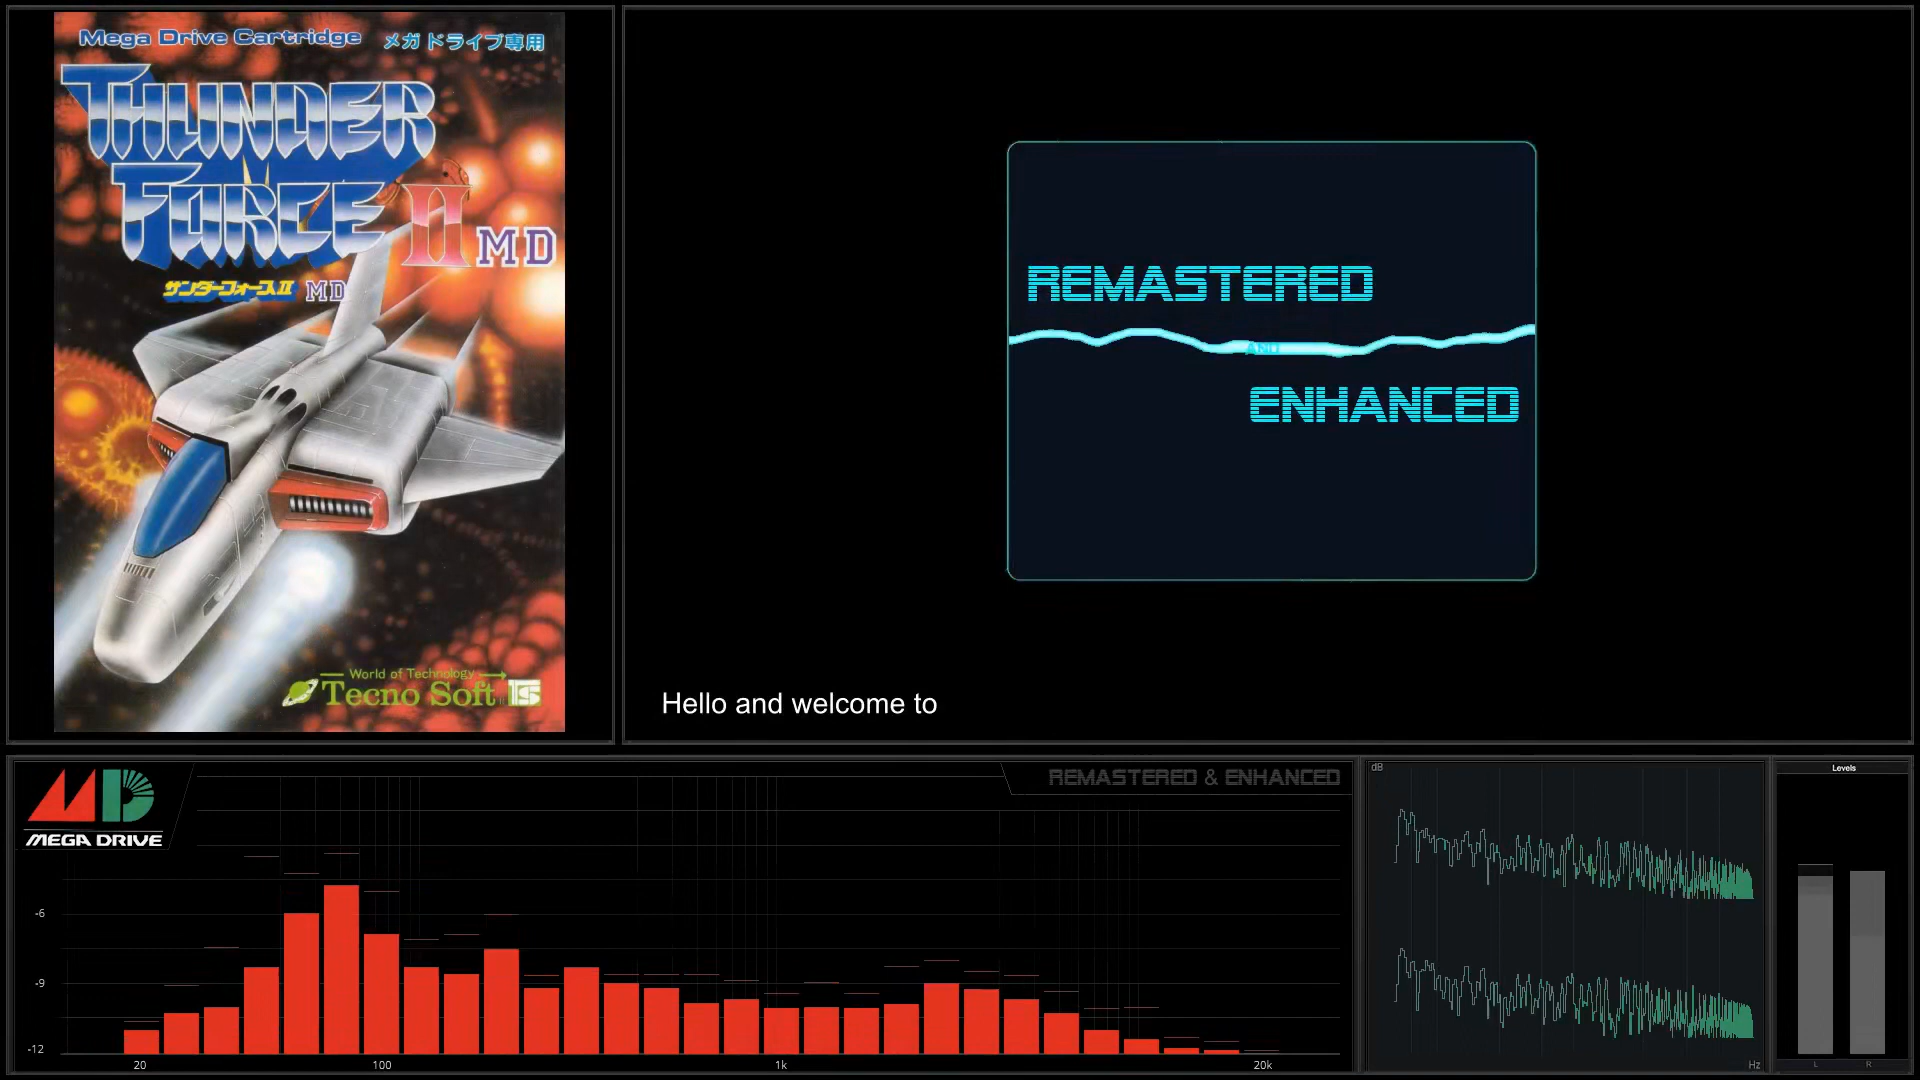 Mega Drive Cartridge メガドライブ専用
THUNDER
FORCE II MD
サンダーフォースII MD
World of Technology
Tecno Soft
REMASTERED
AND
ENHANCED
Hello and welcome to
MD
MEGA DRIVE
REMASTERED & ENHANCED
-6
-9
-12
20 100 1k 20k
dB
Hz
Levels
L R